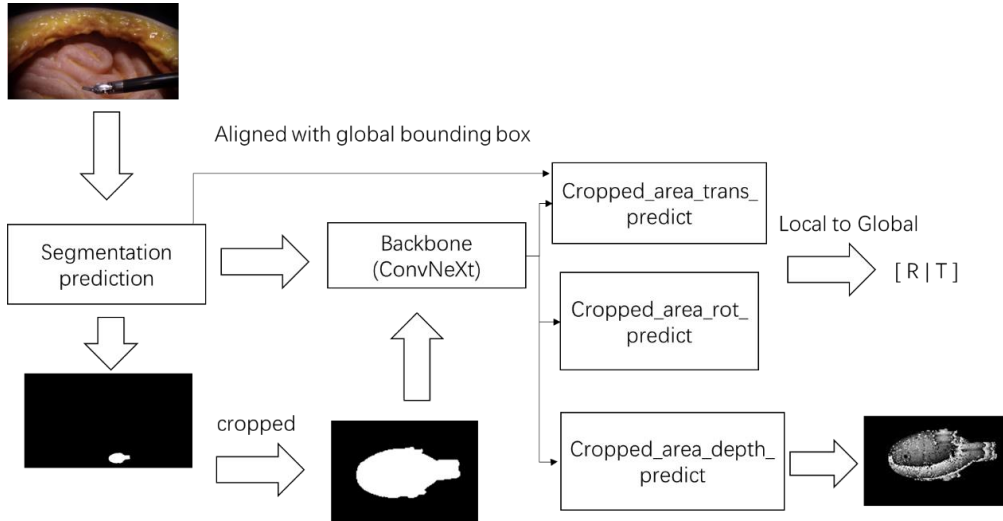 Aligned with global bounding box
Segmentation
prediction
Backbone
(ConvNeXt)
Cropped_area_trans_
predict
Local to Global
[ R | T ]
Cropped_area_rot_
predict
cropped
Cropped_area_depth_
predict